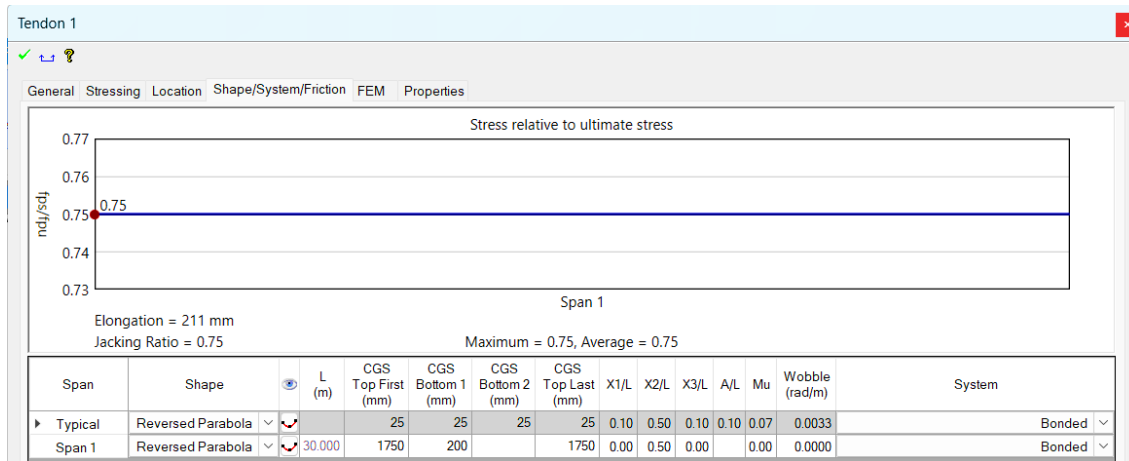 Tendon 1
General Stressing Location Shape/System/Friction FEM Properties
Stress relative to ultimate stress
0.77
0.76
0.75
0.74
0.73
fps/fpu
0.75
Span 1
Elongation = 211 mm
Jacking Ratio = 0.75 Maximum = 0.75, Average = 0.75
Span Shape L (m) CGS Top First (mm) CGS Bottom 1 (mm) CGS Bottom 2 (mm) CGS Top Last (mm) X1/L X2/L X3/L A/L Mu Wobble (rad/m) System
Typical Reversed Parabola 25 25 25 25 0.10 0.50 0.10 0.10 0.07 0.0033 Bonded
Span 1 Reversed Parabola 30.000 1750 200 1750 0.00 0.50 0.00 0.00 0.0000 Bonded